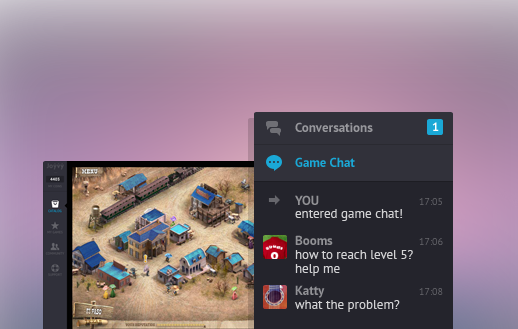 Conversations
1
Game Chat
YOU
17:05
entered game chat!
Booms
17:06
how to reach level 5?
help me
Katty
17:08
what the problem?
MENU